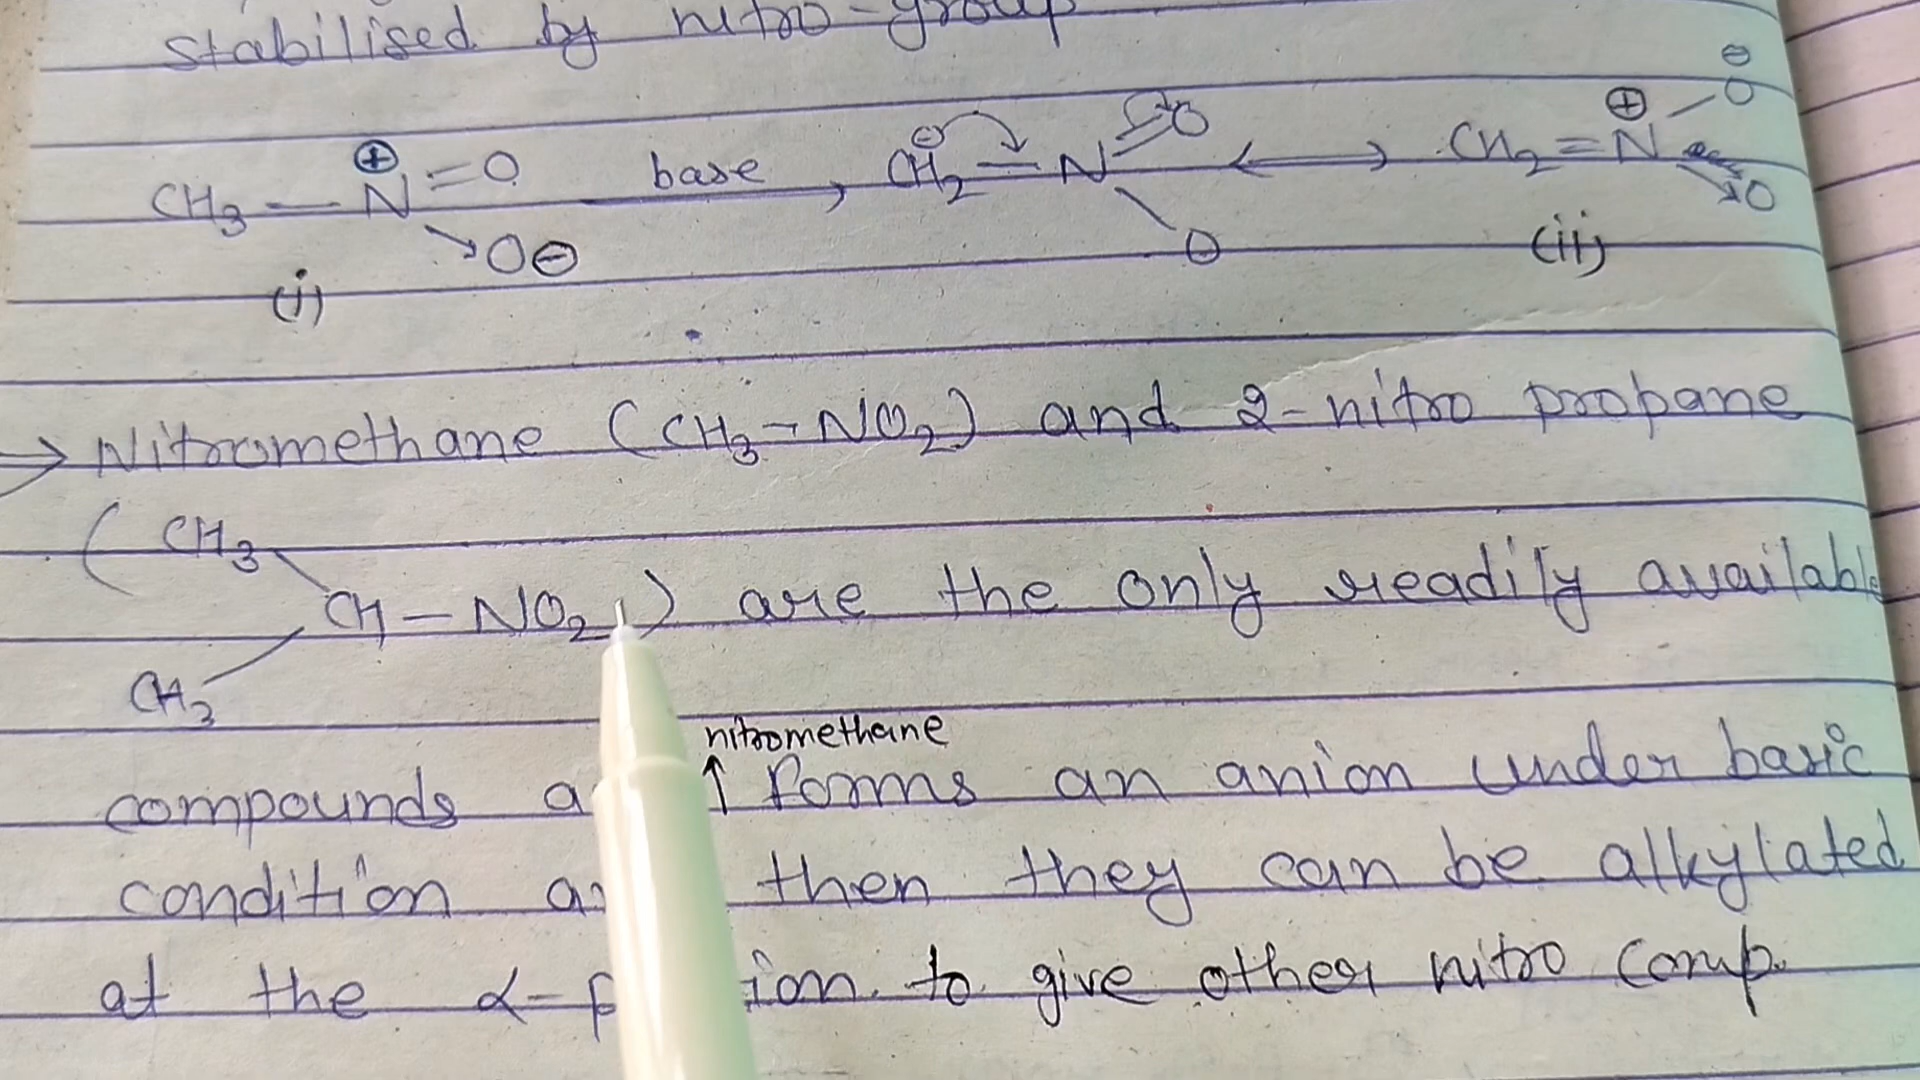 stabilised by nitro-group
CH3 — N⊕ =O →O⊖ base → ⊖CH2 — N =O —O ⟷ CH2 = N⊕ —O⊖ →O
(i) (ii)
⇒ Nitromethane (CH3-NO2) and 2-nitro propane
( CH3
CH — NO2 ) are the only readily available
CH3
nitromethane
compounds ↑ forms an anion under basic
condition then they can be alkylated
at the α- to give other nitro comp.